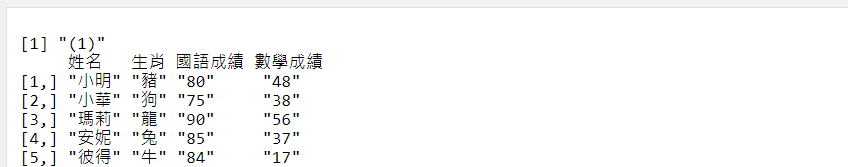 [1] "(1)"
姓名 生肖 國語成績 數學成績
[1,] "小明" "豬" "80" "48"
[2,] "小華" "狗" "75" "38"
[3,] "瑪莉" "龍" "90" "56"
[4,] "安妮" "兔" "85" "37"
[5,] "彼得" "牛" "84" "17"